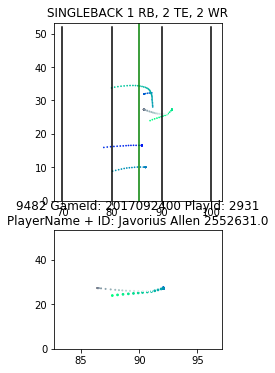 SINGLEBACK 1 RB, 2 TE, 2 WR
50
40
30
20
10
0
70 80 90 100
9482 GameId: 2017092400 PlayId: 2931
PlayerName + ID: Javorius Allen 2552631.0
40
20
0
85 90 95